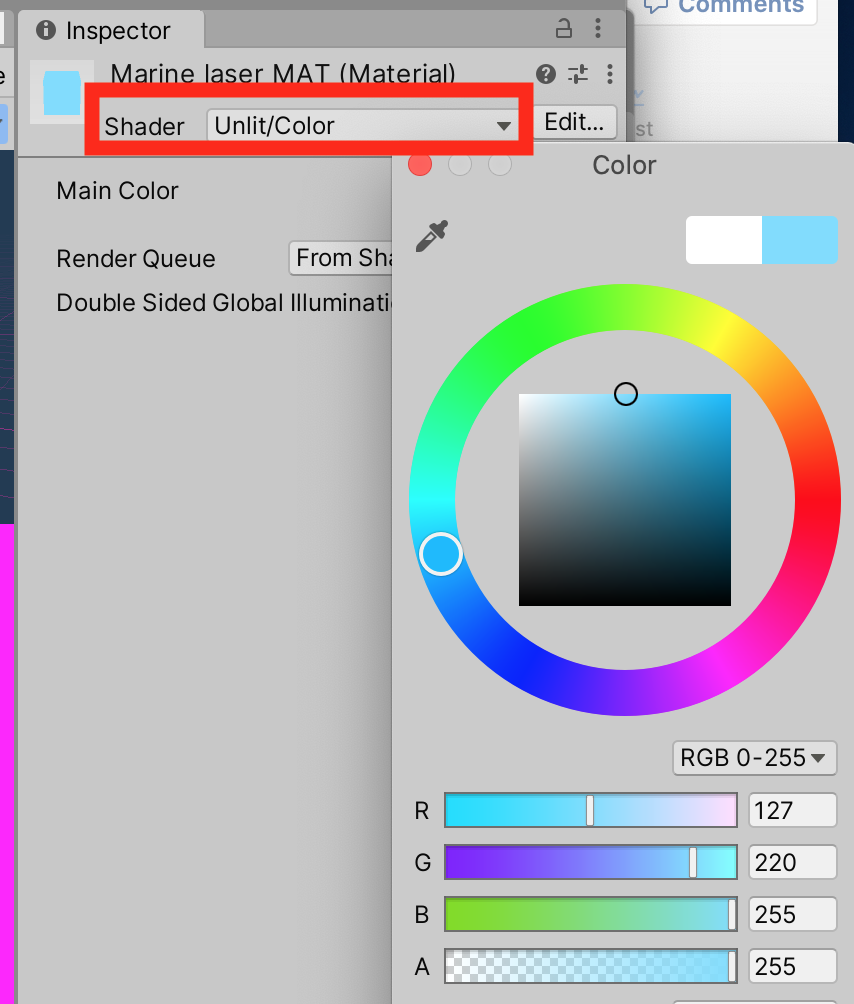 Comments
Inspector
Marine laser MAT (Material)
Shader Unlit/Color Edit...
st
Color
Main Color
Render Queue From Sha
Double Sided Global Illuminati
RGB 0-255
R 127
G 220
B 255
A 255